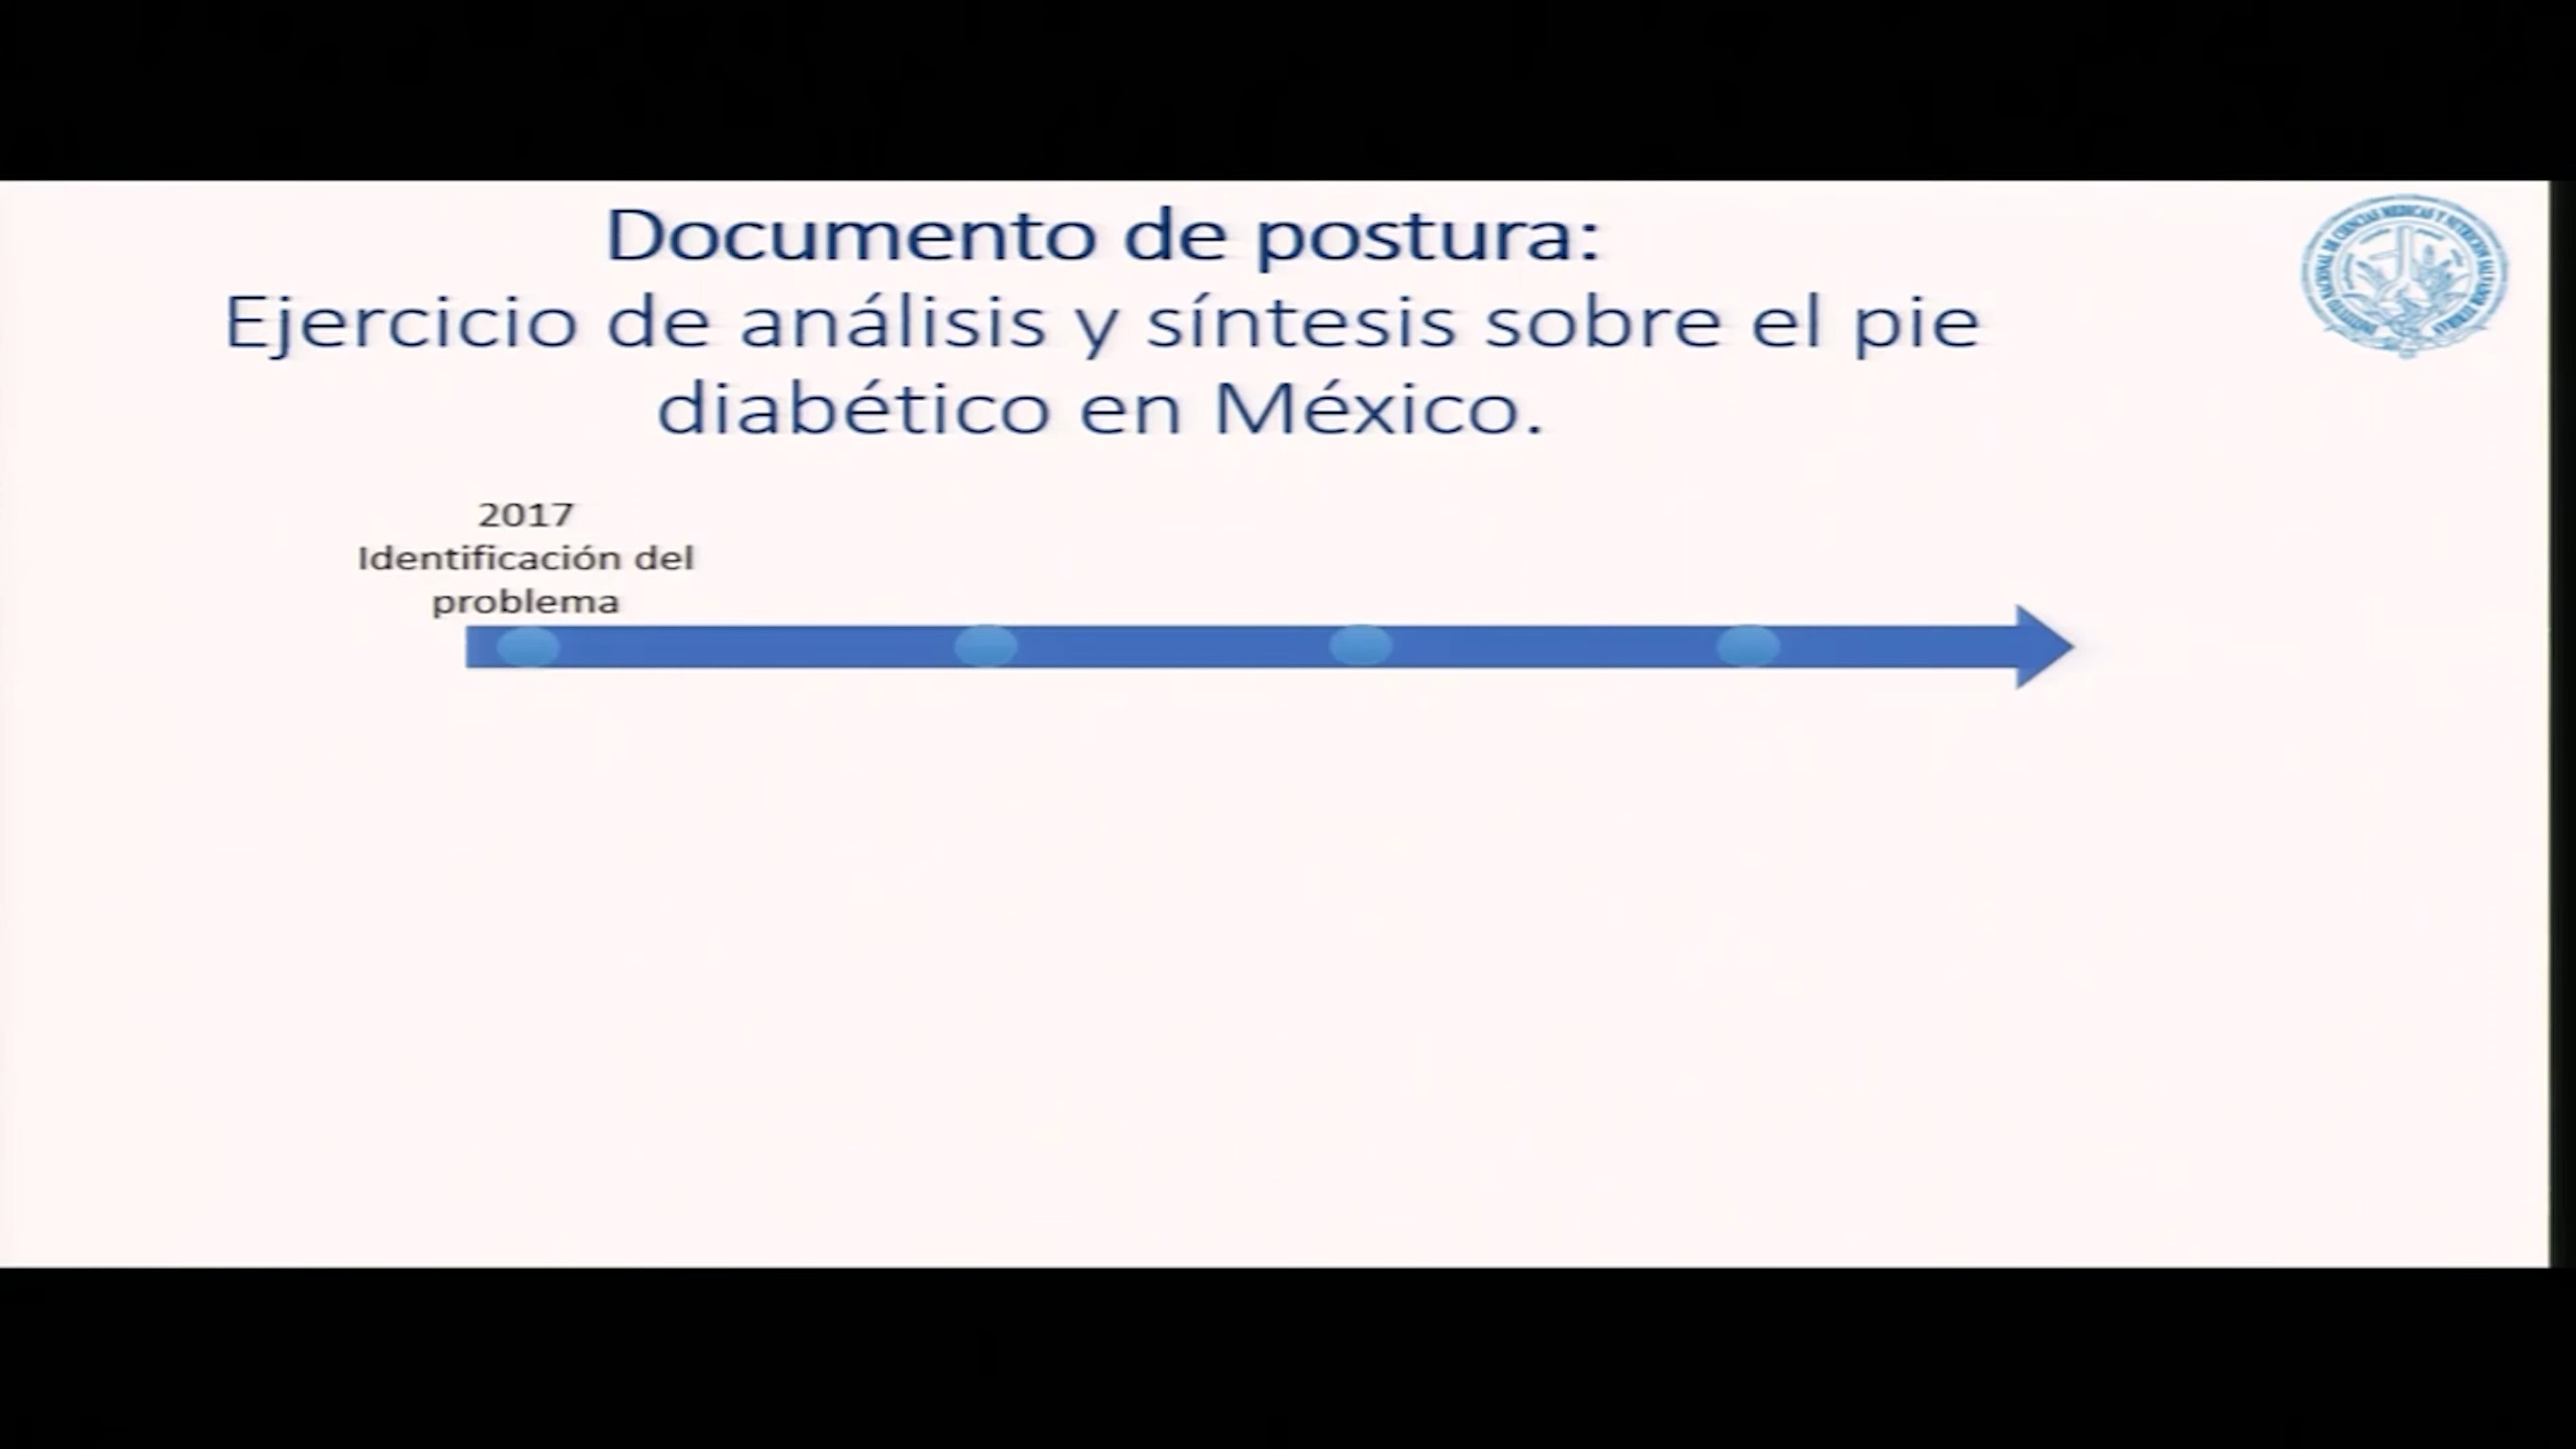 Documento de postura:
Ejercicio de análisis y síntesis sobre el pie
diabético en México.
2017
Identificación del
problema